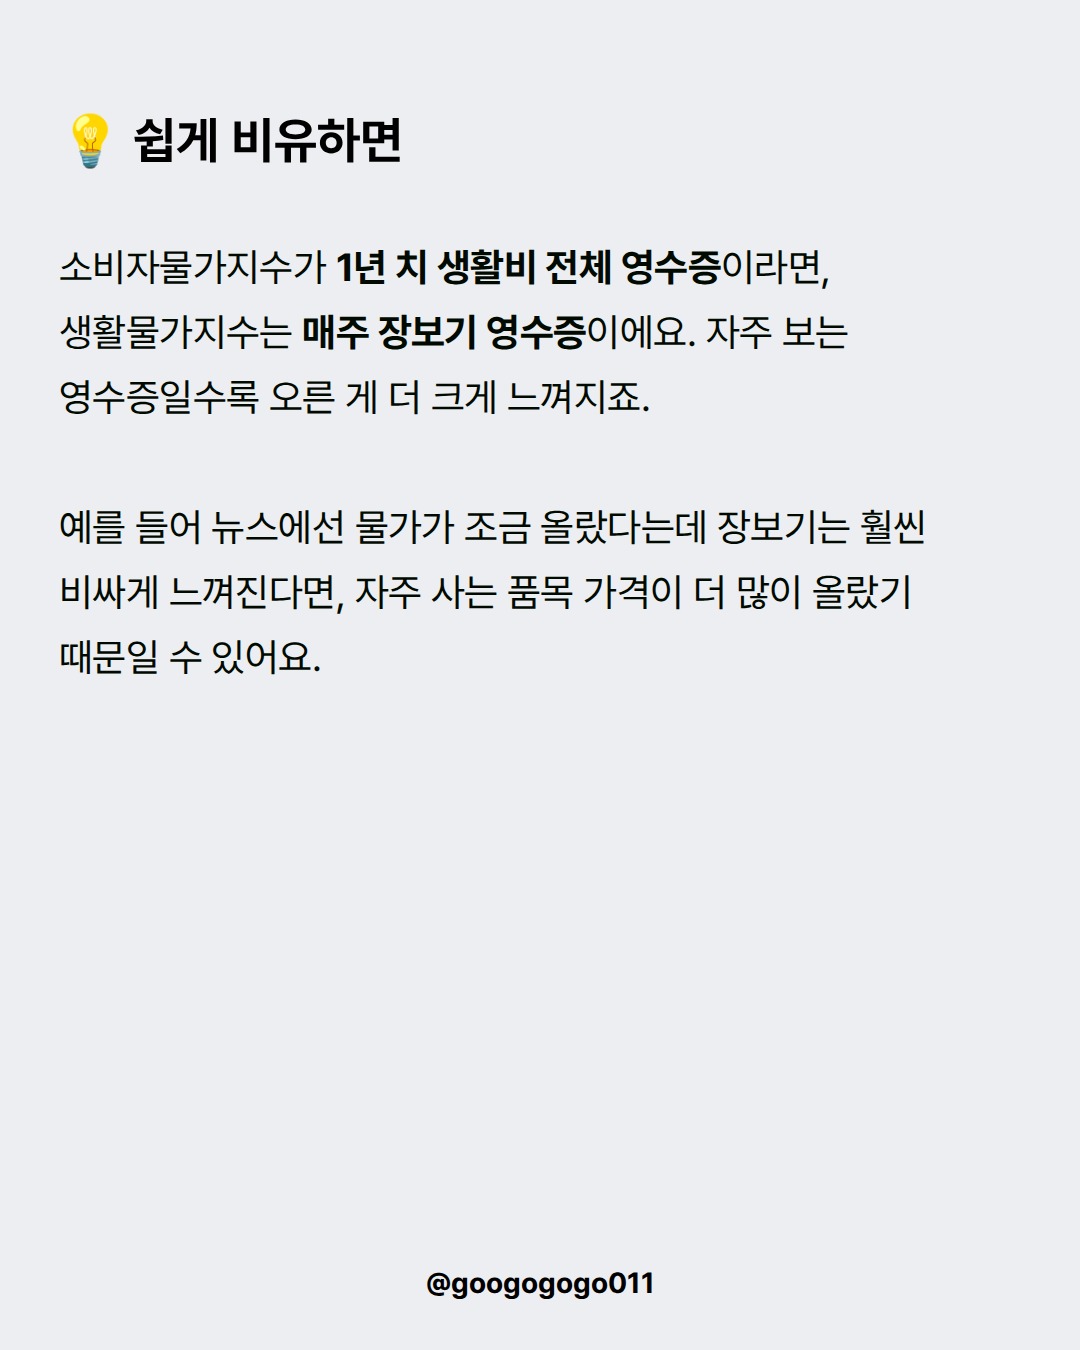 💡 쉽게 비유하면
소비자물가지수가 1년 치 생활비 전체 영수증이라면,
생활물가지수는 매주 장보기 영수증이에요. 자주 보는
영수증일수록 오른 게 더 크게 느껴지죠.
예를 들어 뉴스에선 물가가 조금 올랐다는데 장보기는 훨씬
비싸게 느껴진다면, 자주 사는 품목 가격이 더 많이 올랐기
때문일 수 있어요.
@googogogo011